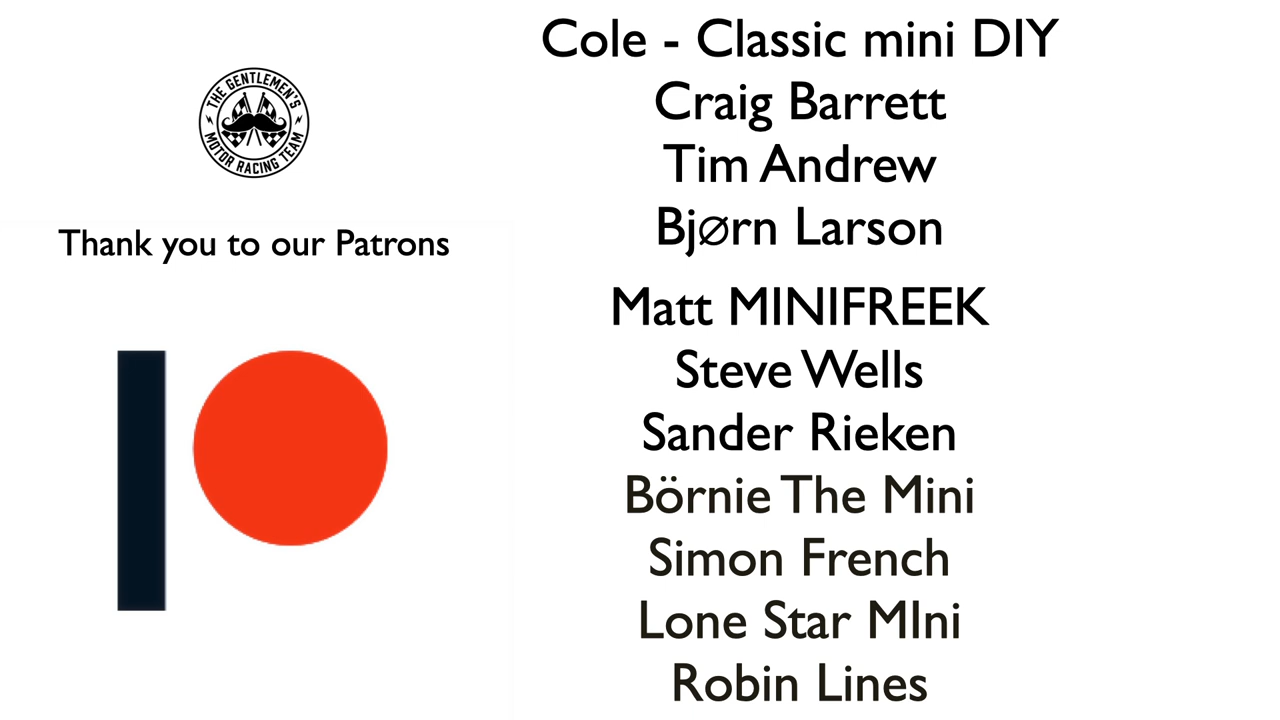 THE GENTLEMEN'S
MOTOR RACING TEAM
Thank you to our Patrons
Cole - Classic mini DIY
Craig Barrett
Tim Andrew
Bjørn Larson
Matt MINIFREEK
Steve Wells
Sander Rieken
Börnie The Mini
Simon French
Lone Star MIni
Robin Lines